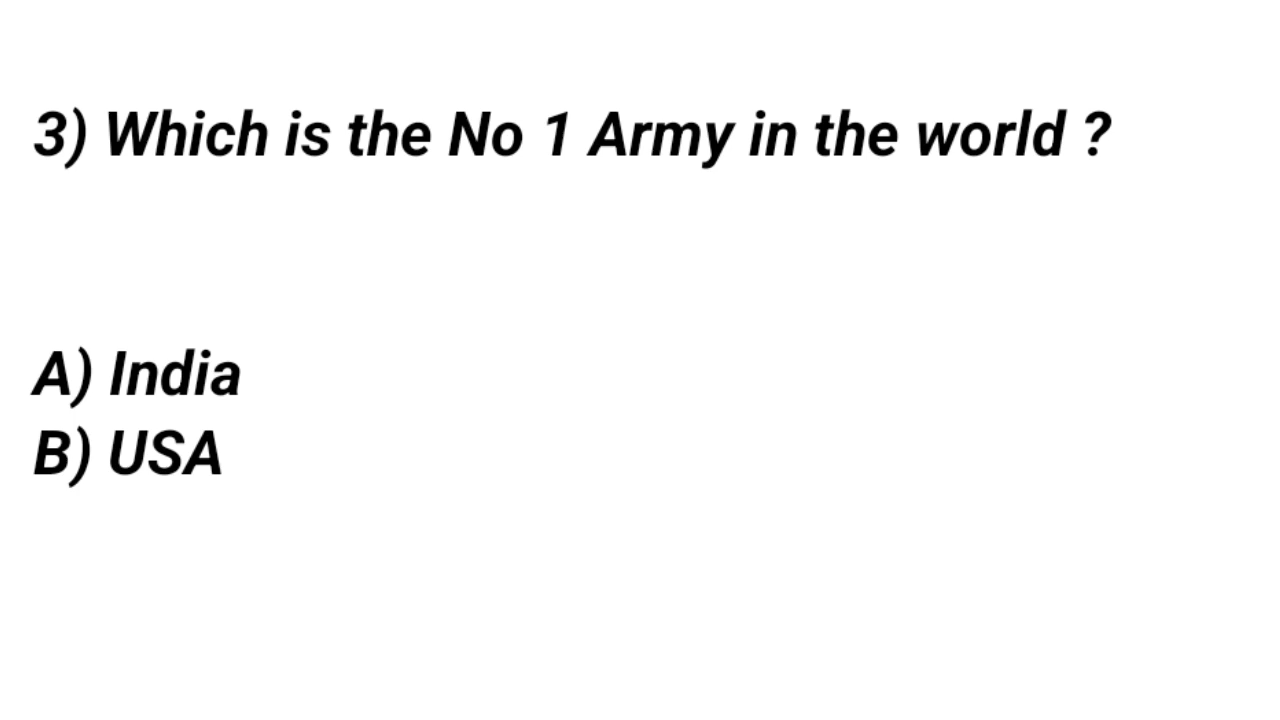 3) Which is the No 1 Army in the world ?
A) India
B) USA